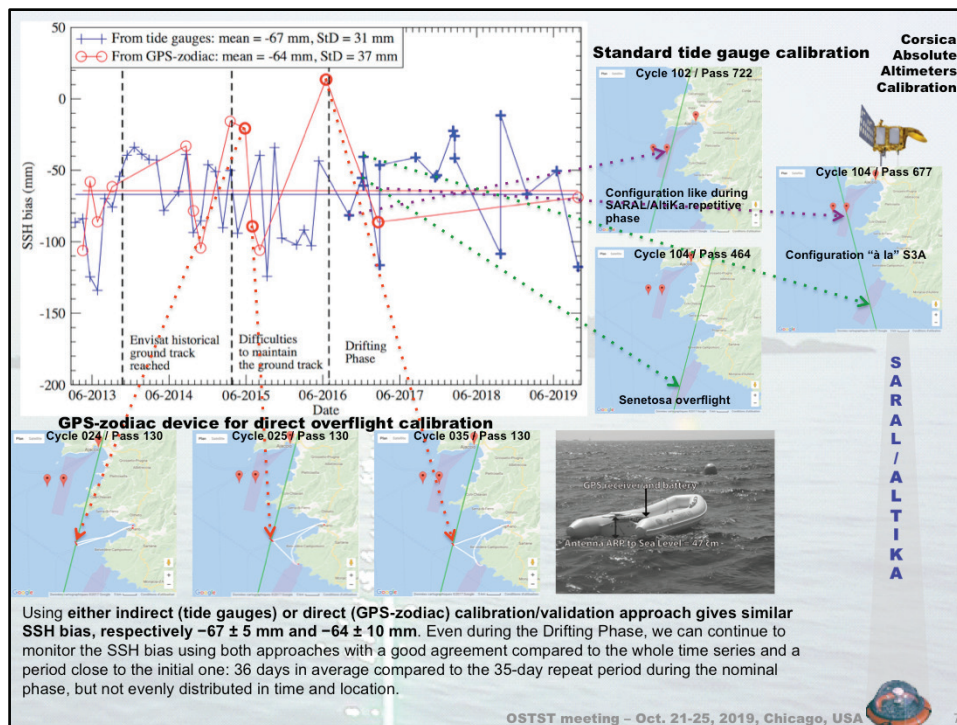 From tide gauges: mean = -67 mm, StD = 31 mm
From GPS-zodiac: mean = -64 mm, StD = 37 mm
0
-50
-100
-150
-200
SSH bias (mm)
Envisat historical
ground track
reached
Difficulties
to maintain
the ground track
Drifting
Phase
06-2013
06-2014
06-2015
06-2016
06-2017
06-2018
06-2019
Date
Standard tide gauge calibration
Cycle 102 / Pass 722
Configuration like during
SARAL/AltiKa repetitive
phase
Cycle 104 / Pass 464
Senetosa overflight
Corsica
Absolute
Altimeters
Calibration
Cycle 104 / Pass 677
Configuration “à la” S3A
SARAL/ALTIKA
GPS-zodiac device for direct overflight calibration
Cycle 024 / Pass 130
Cycle 025 / Pass 130
Cycle 035 / Pass 130
GPS receiver and battery
Antenna ARP to Sea Level = 47 cm
Using either indirect (tide gauges) or direct (GPS-zodiac) calibration/validation approach gives similar
SSH bias, respectively −67 ± 5 mm and −64 ± 10 mm. Even during the Drifting Phase, we can continue to
monitor the SSH bias using both approaches with a good agreement compared to the whole time series and a
period close to the initial one: 36 days in average compared to the 35-day repeat period during the nominal
phase, but not evenly distributed in time and location.
OSTST meeting – Oct. 21-25, 2019, Chicago, USA
7